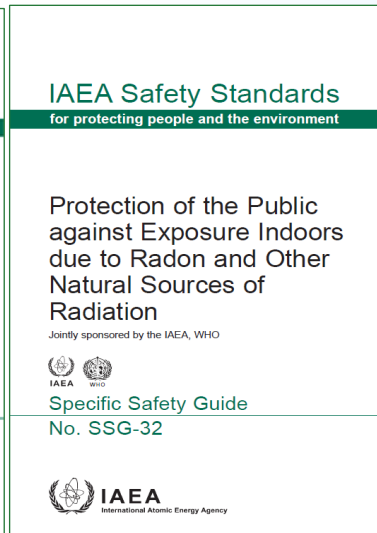 IAEA Safety Standards
for protecting people and the environment
Protection of the Public
against Exposure Indoors
due to Radon and Other
Natural Sources of
Radiation
Jointly sponsored by the IAEA, WHO
IAEA WHO
Specific Safety Guide
No. SSG-32
IAEA
International Atomic Energy Agency